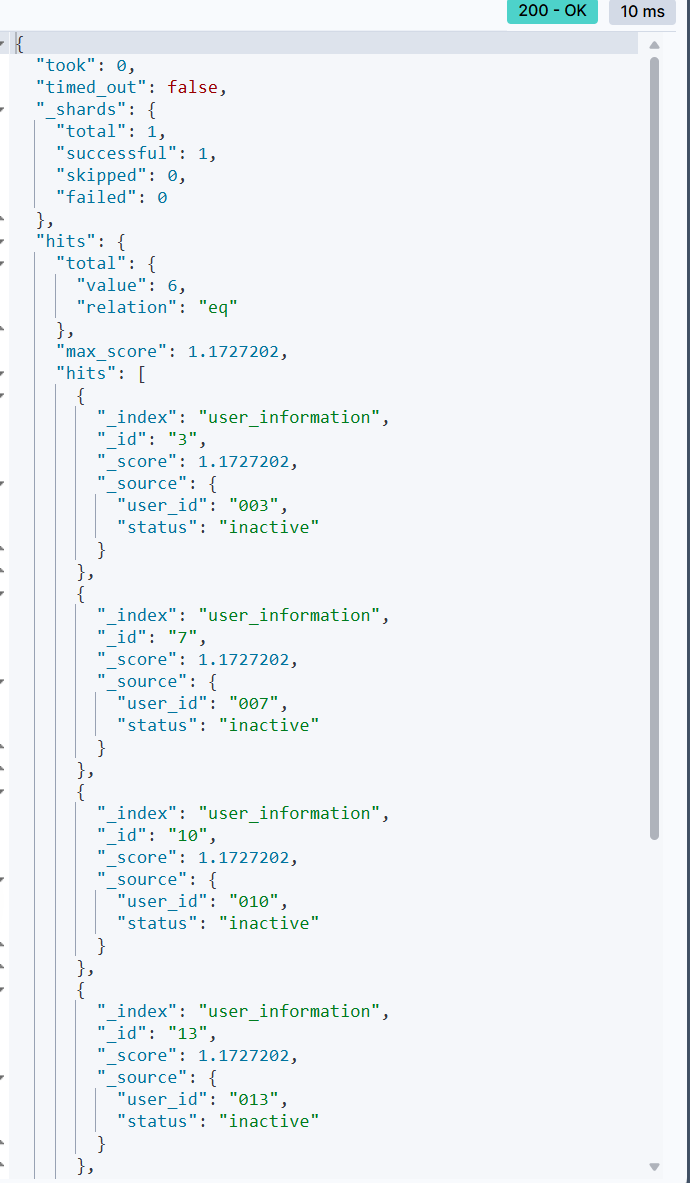 200 - OK 10 ms
{
"took": 0,
"timed_out": false,
"_shards": {
"total": 1,
"successful": 1,
"skipped": 0,
"failed": 0
},
"hits": {
"total": {
"value": 6,
"relation": "eq"
},
"max_score": 1.1727202,
"hits": [
{
"_index": "user_information",
"_id": "3",
"_score": 1.1727202,
"_source": {
"user_id": "003",
"status": "inactive"
}
},
{
"_index": "user_information",
"_id": "7",
"_score": 1.1727202,
"_source": {
"user_id": "007",
"status": "inactive"
}
},
{
"_index": "user_information",
"_id": "10",
"_score": 1.1727202,
"_source": {
"user_id": "010",
"status": "inactive"
}
},
{
"_index": "user_information",
"_id": "13",
"_score": 1.1727202,
"_source": {
"user_id": "013",
"status": "inactive"
}
},